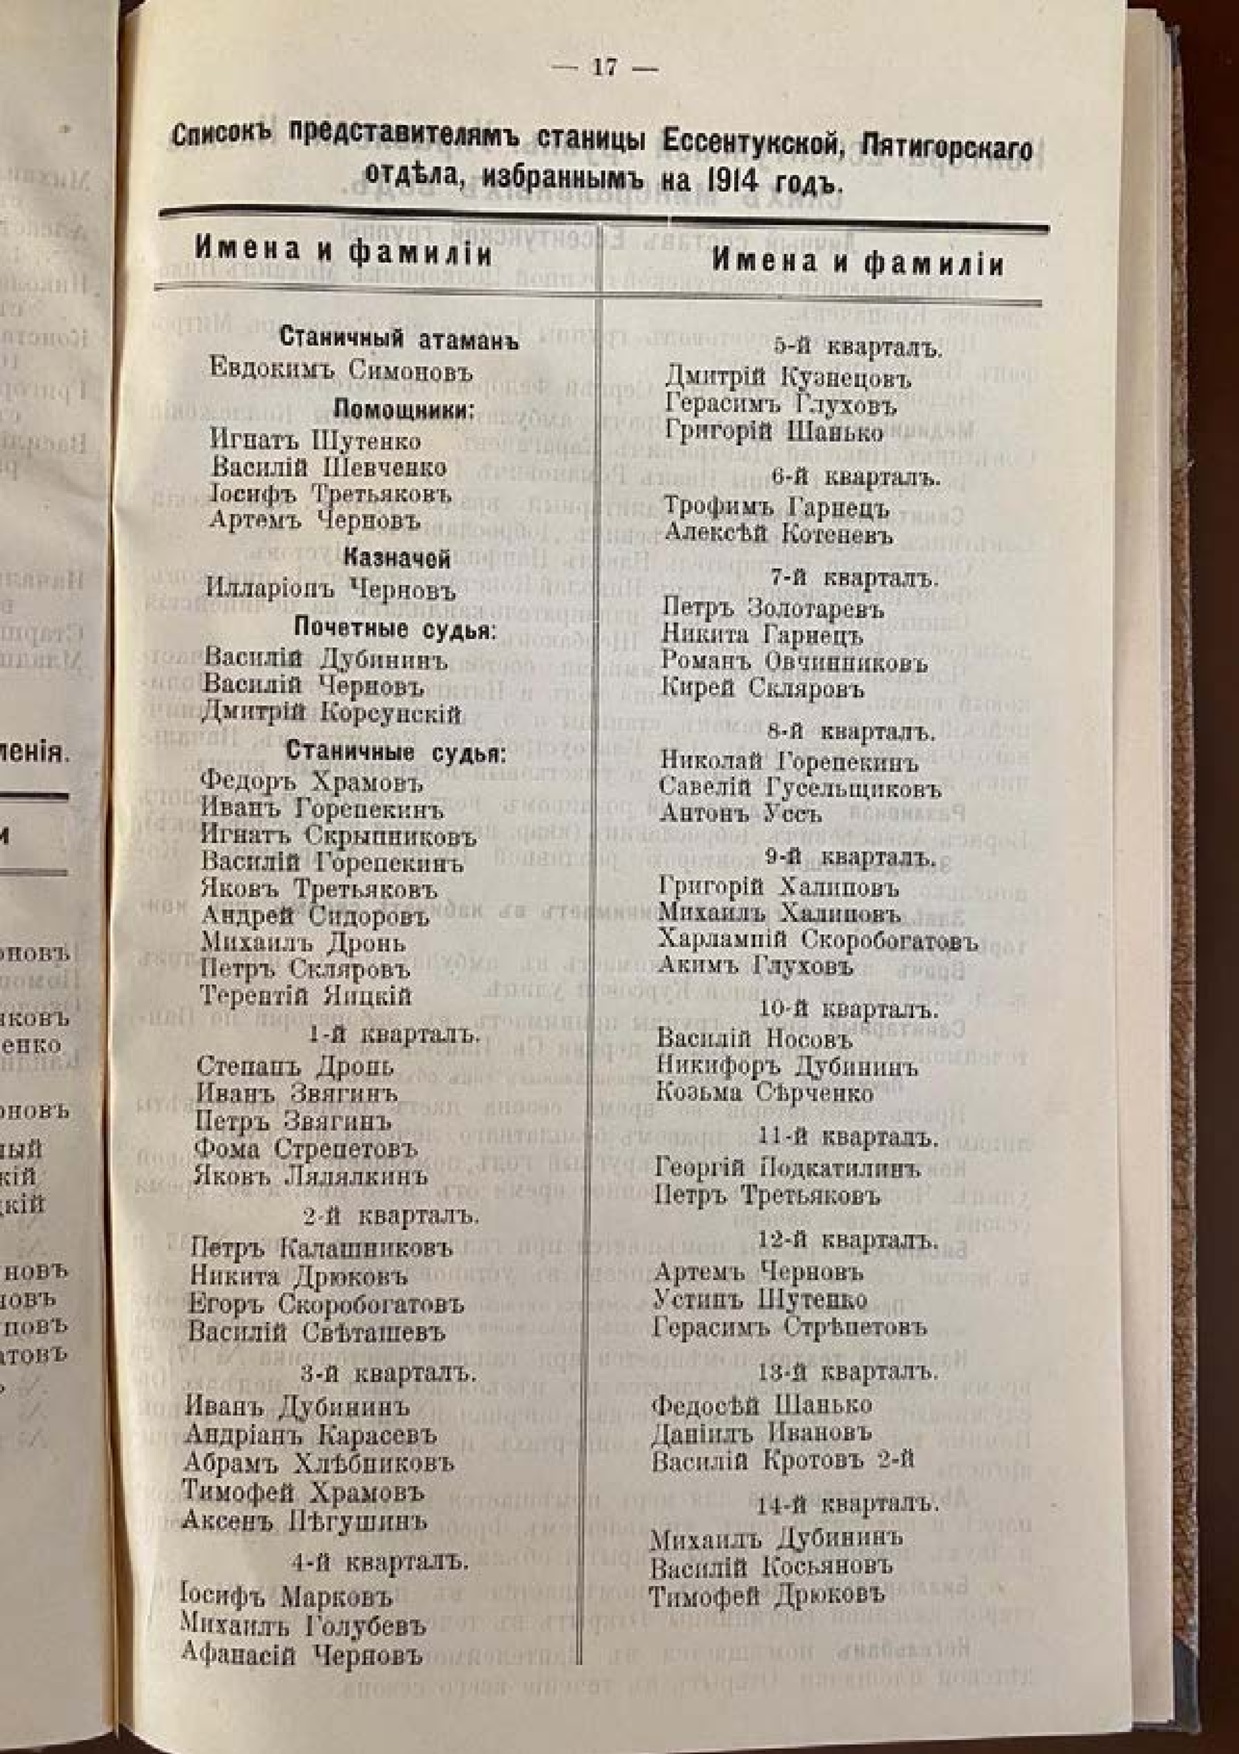 — 17 —
Списокъ представителямъ станицы Ессентукской, Пятигорскаго
отдѣла, избраннымъ на 1914 годъ.
Имена и фамиліи
Станичный атаманъ
Евдокимъ Симоновъ
Помощники:
Игнатъ Шутенко
Василій Шевченко
Іосифъ Третьяковъ
Артемъ Черновъ
Казначей
Илларіонъ Черновъ
Почетные судья:
Василій Дубининъ
Василій Черновъ
Дмитрій Корсунскій
Станичные судья:
Федоръ Храмовъ
Иванъ Горепекинъ
Игнатъ Скрыпниковъ
Василій Горепекинъ
Яковъ Третьяковъ
Андрей Сидоровъ
Михаилъ Дронь
Петръ Скляровъ
Терентій Яицкій
1-й кварталъ.
Степанъ Дронь
Иванъ Звягинъ
Петръ Звягинъ
Фома Стрепетовъ
Яковъ Лялялкинъ
2-й кварталъ.
Петръ Калашниковъ
Никита Дрюковъ
Егоръ Скоробогатовъ
Василій Свѣташевъ
3-й кварталъ.
Иванъ Дубининъ
Андріанъ Карасевъ
Абрамъ Хлѣбниковъ
Тимофей Храмовъ
Аксенъ Пѣгушинъ
4-й кварталъ.
Іосифъ Марковъ
Михаилъ Голубевъ
Афанасій Черновъ
Имена и фамиліи
5-й кварталъ.
Дмитрій Кузнецовъ
Герасимъ Глуховъ
Григорій Шанько
6-й кварталъ.
Трофимъ Гарнецъ
Алексѣй Котеневъ
7-й кварталъ.
Петръ Золотаревъ
Никита Гарнецъ
Романъ Овчинниковъ
Кирей Скляровъ
8-й кварталъ.
Николай Горепекинъ
Савелій Гусельщиковъ
Антонъ Уссъ
9-й кварталъ.
Григорій Халиповъ
Михаилъ Халиповъ
Харлампій Скоробогатовъ
Акимъ Глуховъ
10-й кварталъ.
Василій Носовъ
Никифоръ Дубининъ
Козьма Сѣрченко
11-й кварталъ.
Георгій Подкатилинъ
Петръ Третьяковъ
12-й кварталъ.
Артемъ Черновъ
Устинъ Шутенко
Герасимъ Стрѣпетовъ
13-й кварталъ.
Федосѣй Шанько
Даніилъ Ивановъ
Василій Кротовъ 2-й
14-й кварталъ.
Михаилъ Дубининъ
Василій Косьяновъ
Тимофей Дрюковъ